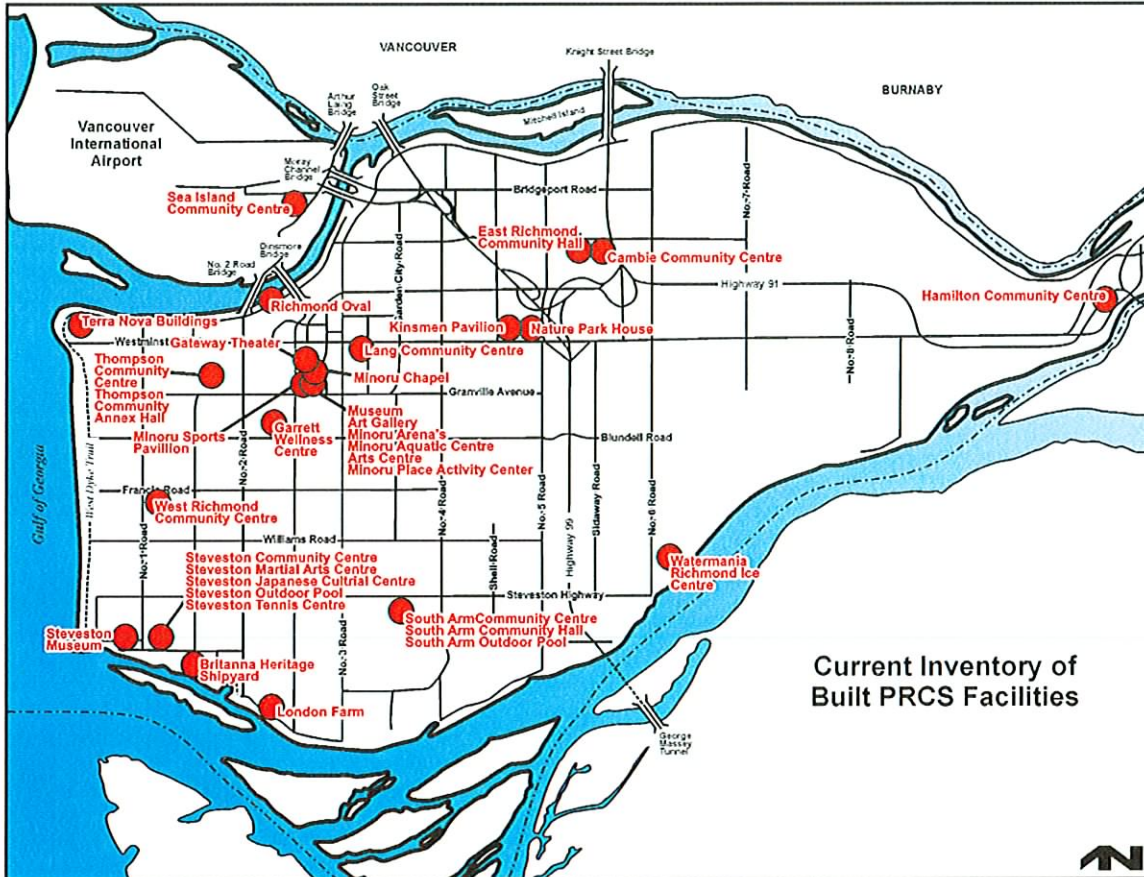 VANCOUVER
Knight Street Bridge
BURNABY
Arthur
Laing
Bridge
Oak
Street
Bridge
Mitchell Island
Vancouver
International
Airport
Moray
Channel
Bridge
Bridgeport Road
No. 7 Road
Sea Island
Community Centre
East Richmond
Community Hall
Cambie Community Centre
Dinsmore
Bridge
No. 2 Road
Bridge
Garden City Road
Highway 91
Hamilton Community Centre
Richmond Oval
Terra Nova Buildings
Kinsmen Pavilion
Nature Park House
Westminst
Gateway Theater
Lang Community Centre
No. 8 Road
Thompson
Community
Centre
Thompson
Community
Annex Hall
Minoru Chapel
Granville Avenue
Minoru Sports
Pavillion
Garrett
Wellness
Centre
Museum
Art Gallery
Minoru Arena's
Minoru Aquatic Centre
Arts Centre
Minoru Place Activity Center
Blundell Road
Gulf of Georgia
West Dyke Trail
No. 2 Road
Francis Road
West Richmond
Community Centre
No. 1 Road
No. 4 Road
No. 5 Road
Sidaway Road
No. 6 Road
Williams Road
Shell Road
Highway 99
Steveston Community Centre
Steveston Martial Arts Centre
Steveston Japanese Cultrial Centre
Steveston Outdoor Pool
Steveston Tennis Centre
Watermania
Richmond Ice
Centre
Steveston Highway
Steveston
Museum
South ArmCommunity Centre
South Arm Community Hall
South Arm Outdoor Pool
No. 3 Road
Britanna Heritage
Shipyard
London Farm
Current Inventory of
Built PRCS Facilities
George
Massey
Tunnel
N